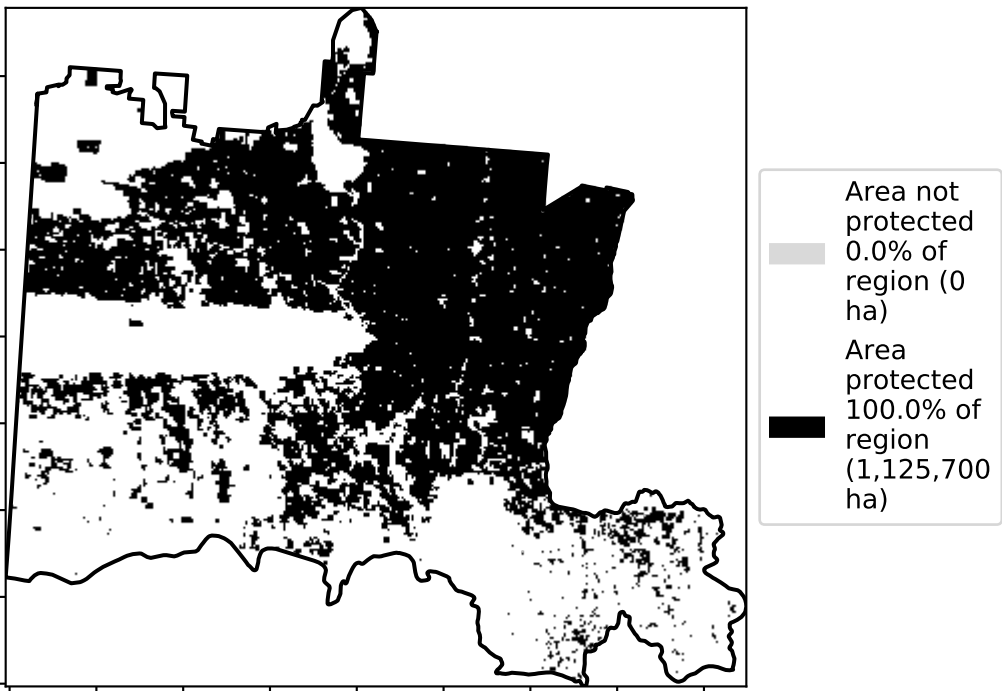 Area not
protected
0.0% of
region (0
ha)
Area
protected
100.0% of
region
(1,125,700
ha)